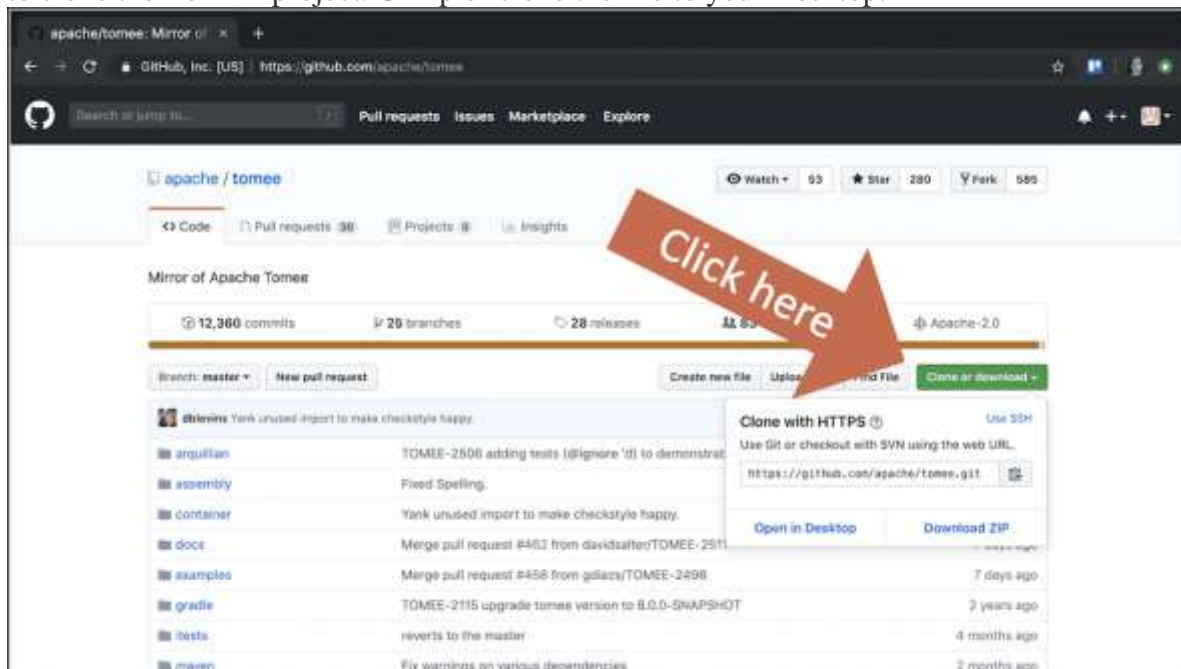 apache/tomee: Mirror of × +
GitHub, Inc. [US] https://github.com/apache/tomee
Search or jump to... Pull requests Issues Marketplace Explore
apache / tomee Watch 53 Star 280 Fork 585
Code Pull requests 38 Projects 0 Insights
Click here
Mirror of Apache Tomee
12,360 commits 26 branches 28 releases Apache-2.0
Branch: master New pull request Create new file Find File Clone or download
dblevins Yank unused import to make checkstyle happy.
Clone with HTTPS Use SSH
Use Git or checkout with SVN using the web URL.
https://github.com/apache/tomee.git
Open in Desktop Download ZIP
arquillian TOMEE-2506 adding tests (@Ignore 'd) to demonstrat
assembly Fixed Spelling.
container Yank unused import to make checkstyle happy.
docs Merge pull request #462 from davidsalter/TOMEE-2511
examples Merge pull request #458 from gdiazs/TOMEE-2498 7 days ago
gradle TOMEE-2115 upgrade tomee version to 8.0.0-SNAPSHOT 2 years ago
itests reverts to the master 4 months ago
maven Fix warnings on various dependencies 2 months ago